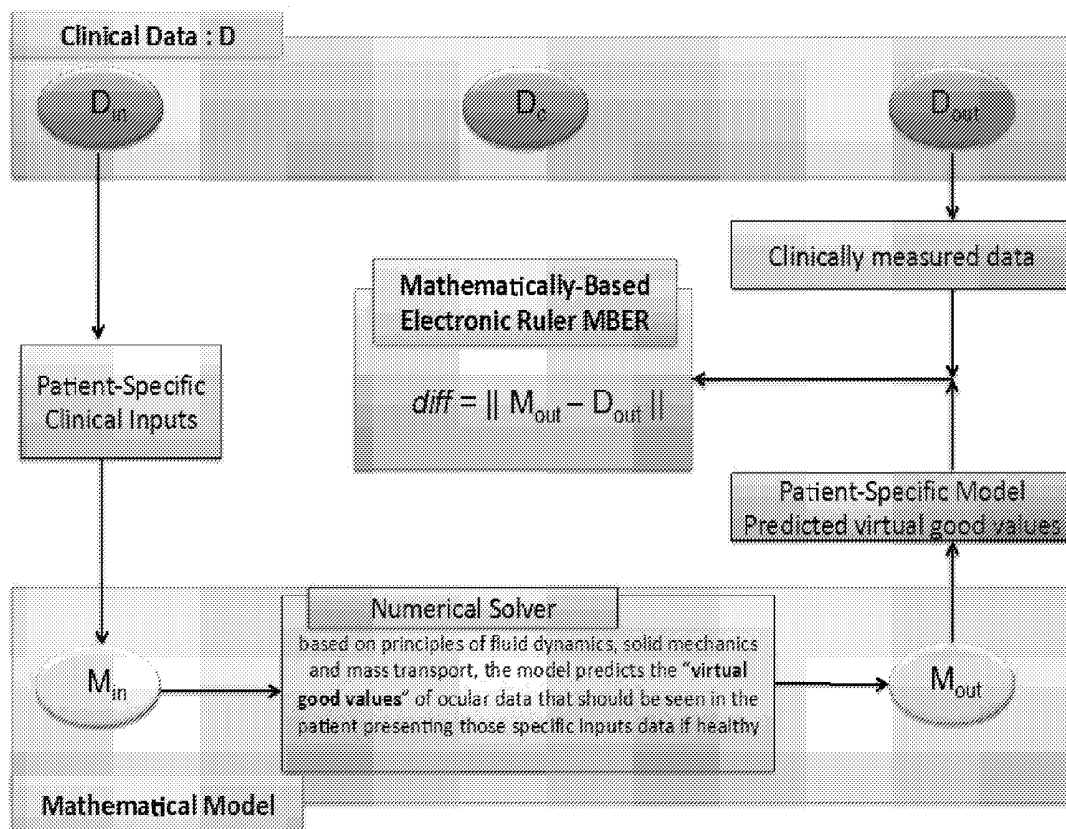 Clinical Data : D
D_in
D_c
D_out
Clinically measured data
Mathematically-Based
Electronic Ruler MBER
diff = || M_out – D_out ||
Patient-Specific
Clinical Inputs
Patient-Specific Model
Predicted virtual good values
Numerical Solver
based on principles of fluid dynamics, solid mechanics
and mass transport, the model predicts the "virtual
good values" of ocular data that should be seen in the
patient presenting those specific inputs data if healthy
M_in
M_out
Mathematical Model